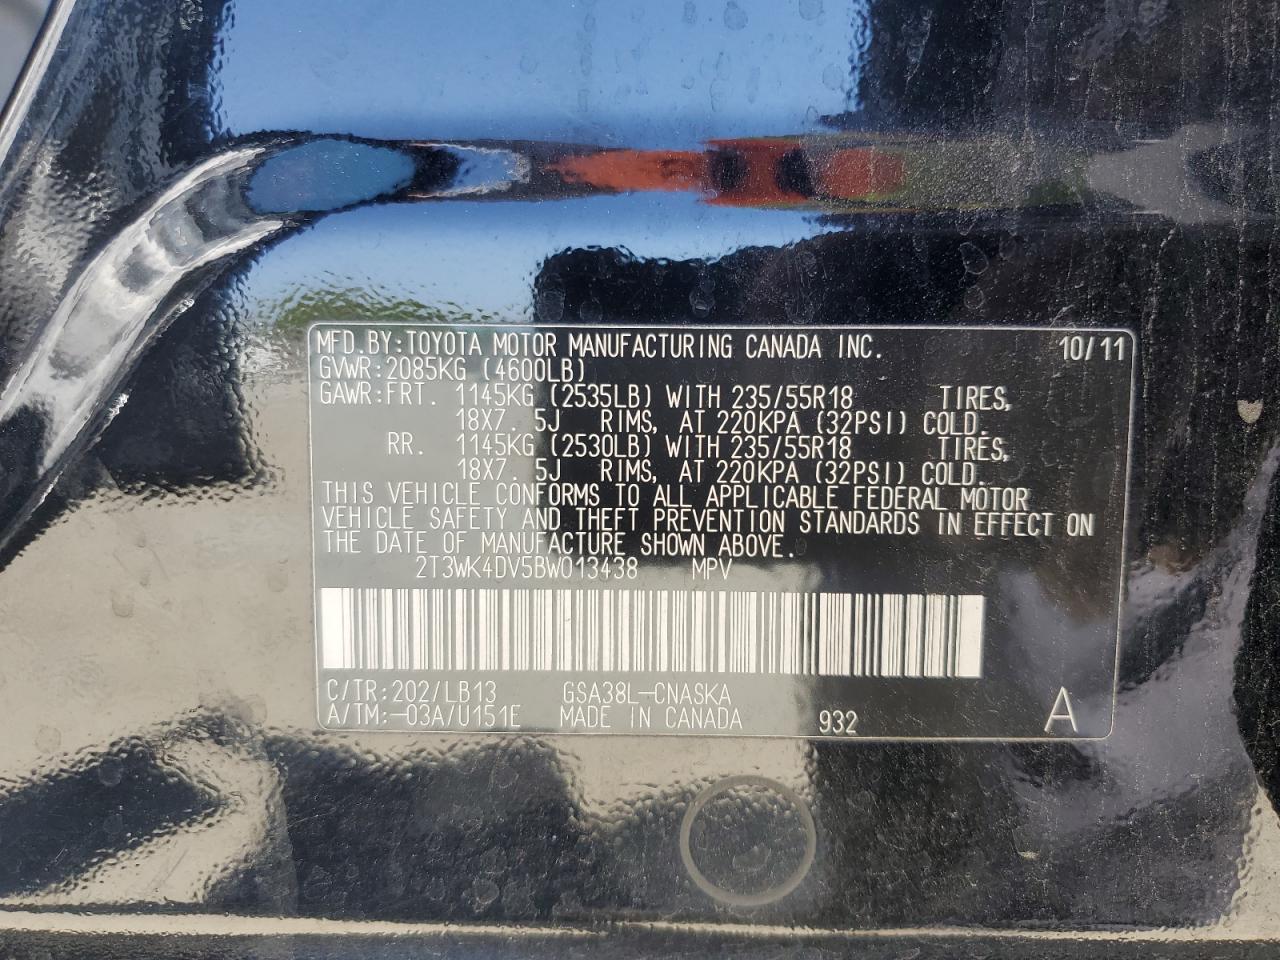 MFD.BY:TOYOTA MOTOR MANUFACTURING CANADA INC. 10/11
GVWR:2085KG (4600LB)
GAWR:FRT. 1145KG (2535LB) WITH 235/55R18 TIRES,
18X7. 5J RIMS, AT 220KPA (32PSI) COLD.
RR. 1145KG (2530LB) WITH 235/55R18 TIRES,
18X7. 5J RIMS, AT 220KPA (32PSI) COLD.
THIS VEHICLE CONFORMS TO ALL APPLICABLE FEDERAL MOTOR
VEHICLE SAFETY AND THEFT PREVENTION STANDARDS IN EFFECT ON
THE DATE OF MANUFACTURE SHOWN ABOVE.
2T3WK4DV5BW013438 MPV
C/TR:202/LB13 GSA38L-CNASKA
A/TM:-03A/U151E MADE IN CANADA 932 A